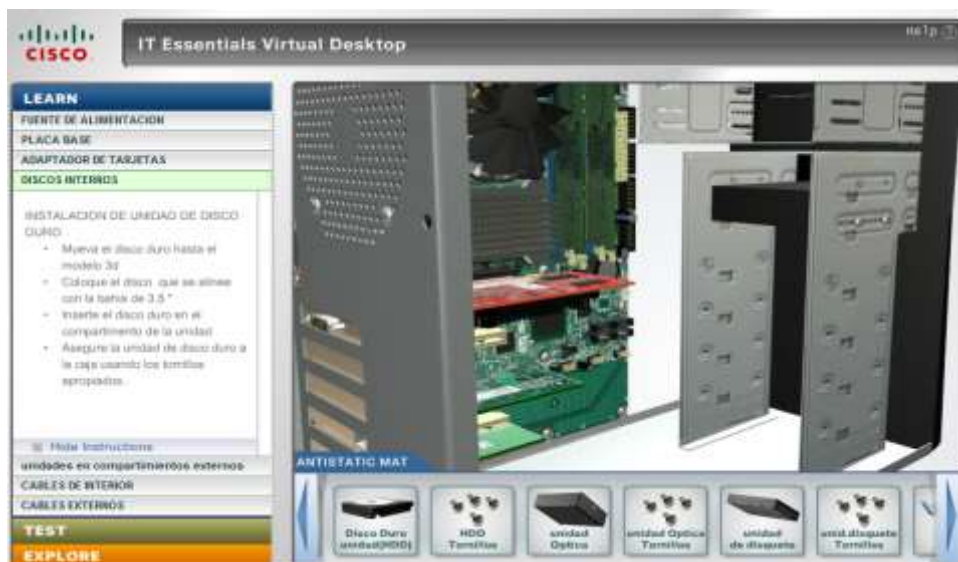 CISCO
IT Essentials Virtual Desktop
Help
LEARN
FUENTE DE ALIMENTACION
PLACA BASE
ADAPTADOR DE TARJETAS
DISCOS INTERNOS
INSTALACION DE UNIDAD DE DISCO
DURO
Mueva el disco duro hasta el
modelo 3d
Coloque el disco que se alinee
con la bahia de 3.5 "
Inserte el disco duro en el
compartimento de la unidad
Asegure la unidad de disco duro a
la caja usando los tornillos
apropiados.
Hide Instructions
unidades en compartimientos externos
CABLES DE INTERIOR
CABLES EXTERNOS
TEST
EXPLORE
ANTISTATIC MAT
Disco Duro
unidad(HDD)
HDD
Tornillos
unidad
Optica
unidad Optica
Tornillos
unidad
de disquete
unid.disquete
Tornillos